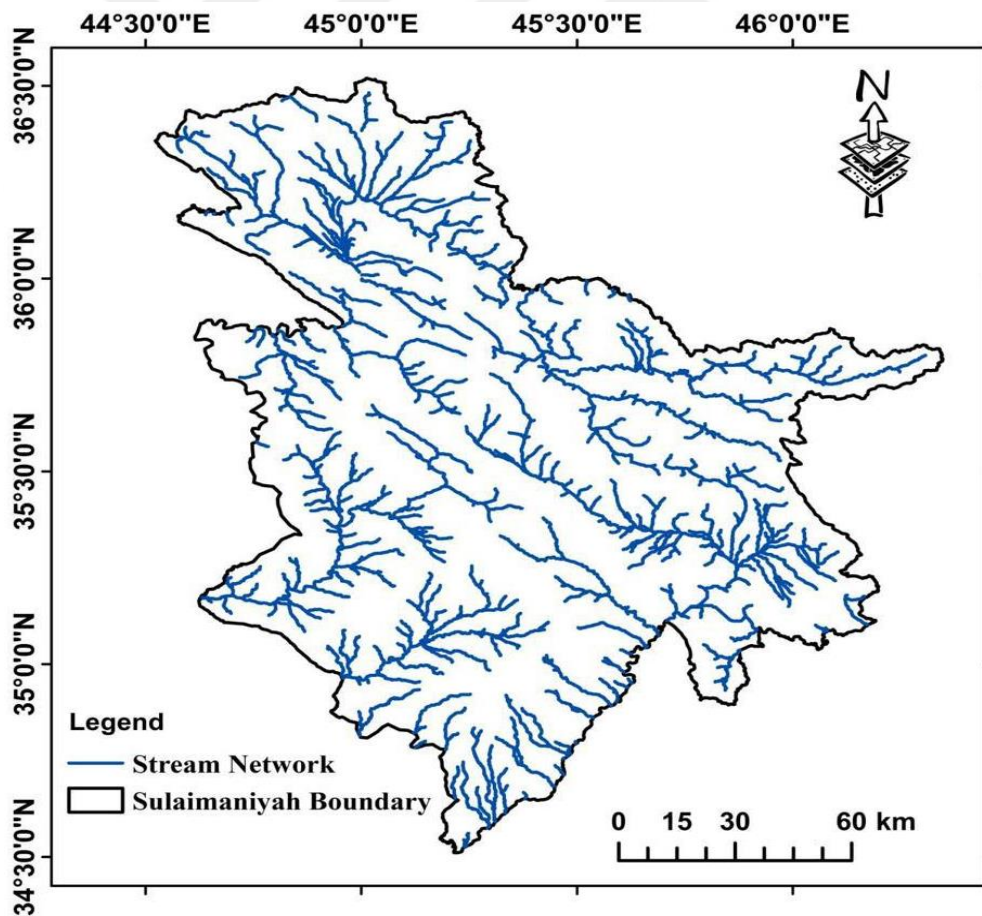 44°30'0"E 45°0'0"E 45°30'0"E 46°0'0"E
36°30'0"N
36°0'0"N
35°30'0"N
35°0'0"N
34°30'0"N
N
Legend
Stream Network
Sulaimaniyah Boundary
0 15 30 60 km